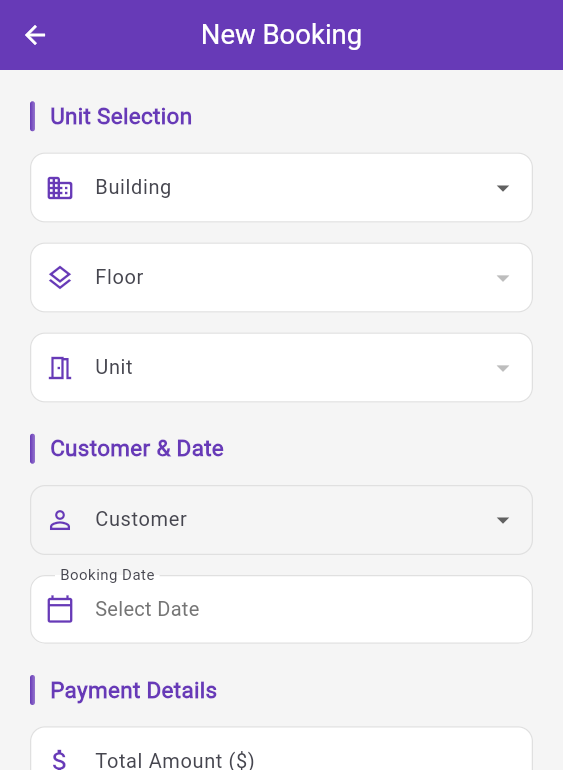 New Booking
Unit Selection
Building
Floor
Unit
Customer & Date
Customer
Booking Date
Select Date
Payment Details
Total Amount ($)